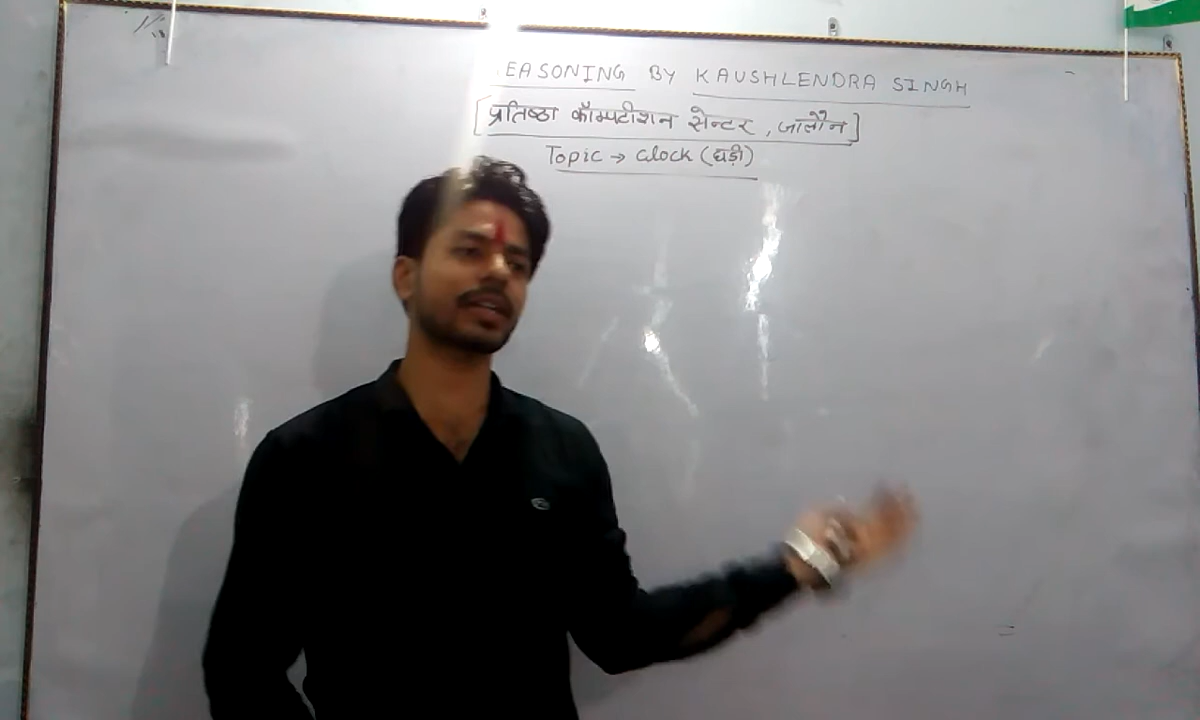 EASONING BY KAUSHLENDRA SINGH
[प्रतिष्ठा कॉम्पटीशन सेन्टर, जालौन]
Topic → Clock (घड़ी)